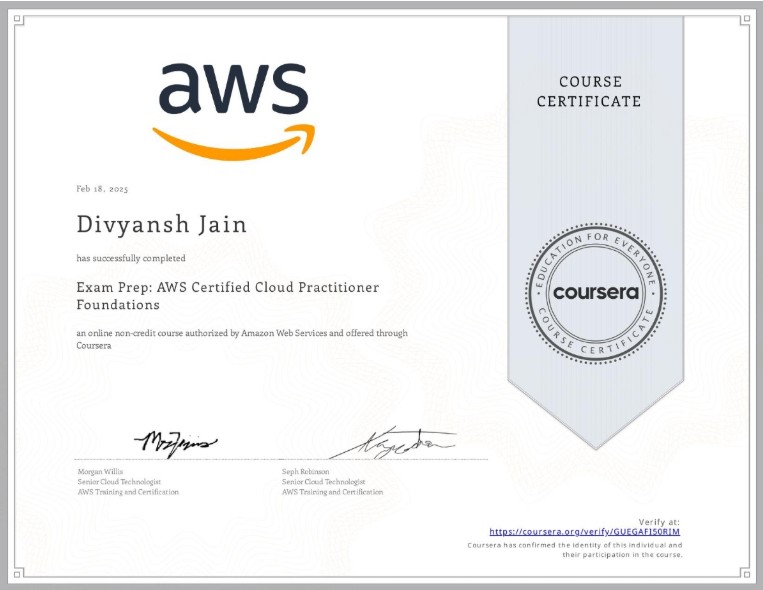 aws
COURSE
CERTIFICATE
Feb 18, 2025
Divyansh Jain
has successfully completed
Exam Prep: AWS Certified Cloud Practitioner
Foundations
an online non-credit course authorized by Amazon Web Services and offered through
Coursera
EDUCATION FOR EVERYONE
coursera
COURSE CERTIFICATE
Morgan Willis
Senior Cloud Technologist
AWS Training and Certification
Seph Robinson
Senior Cloud Technologist
AWS Training and Certification
Verify at:
https://coursera.org/verify/GUEGAFI50RIM
Coursera has confirmed the identity of this individual and
their participation in the course.